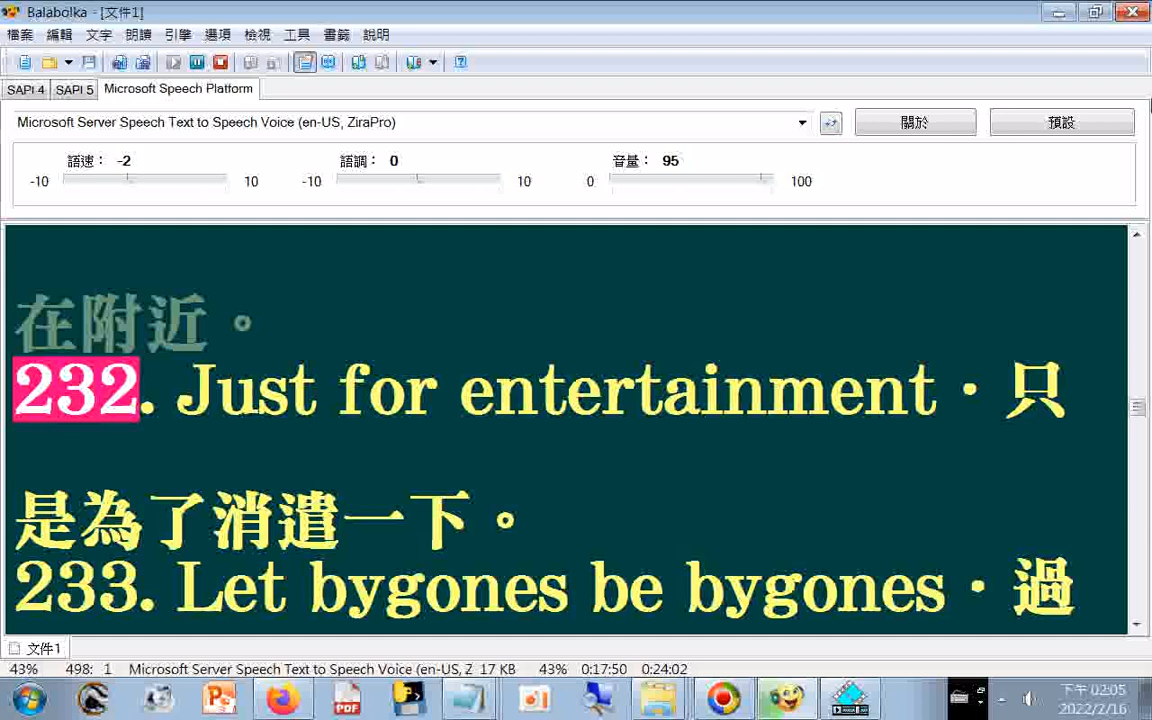 Balabolka - [文件1]
檔案 編輯 文字 朗讀 引擎 選項 檢視 工具 書籤 說明
SAPI 4 SAPI 5 Microsoft Speech Platform
Microsoft Server Speech Text to Speech Voice (en-US, ZiraPro) 關於 預設
語速： -2 語調： 0 音量： 95
-10 10 -10 10 0 100
在附近。
232. Just for entertainment · 只
是為了消遣一下。
233. Let bygones be bygones · 過
文件1
43% 498: 1 Microsoft Server Speech Text to Speech Voice (en-US, Z 17 KB 43% 0:17:50 0:24:02
PDF
下午 02:05
2022/2/16